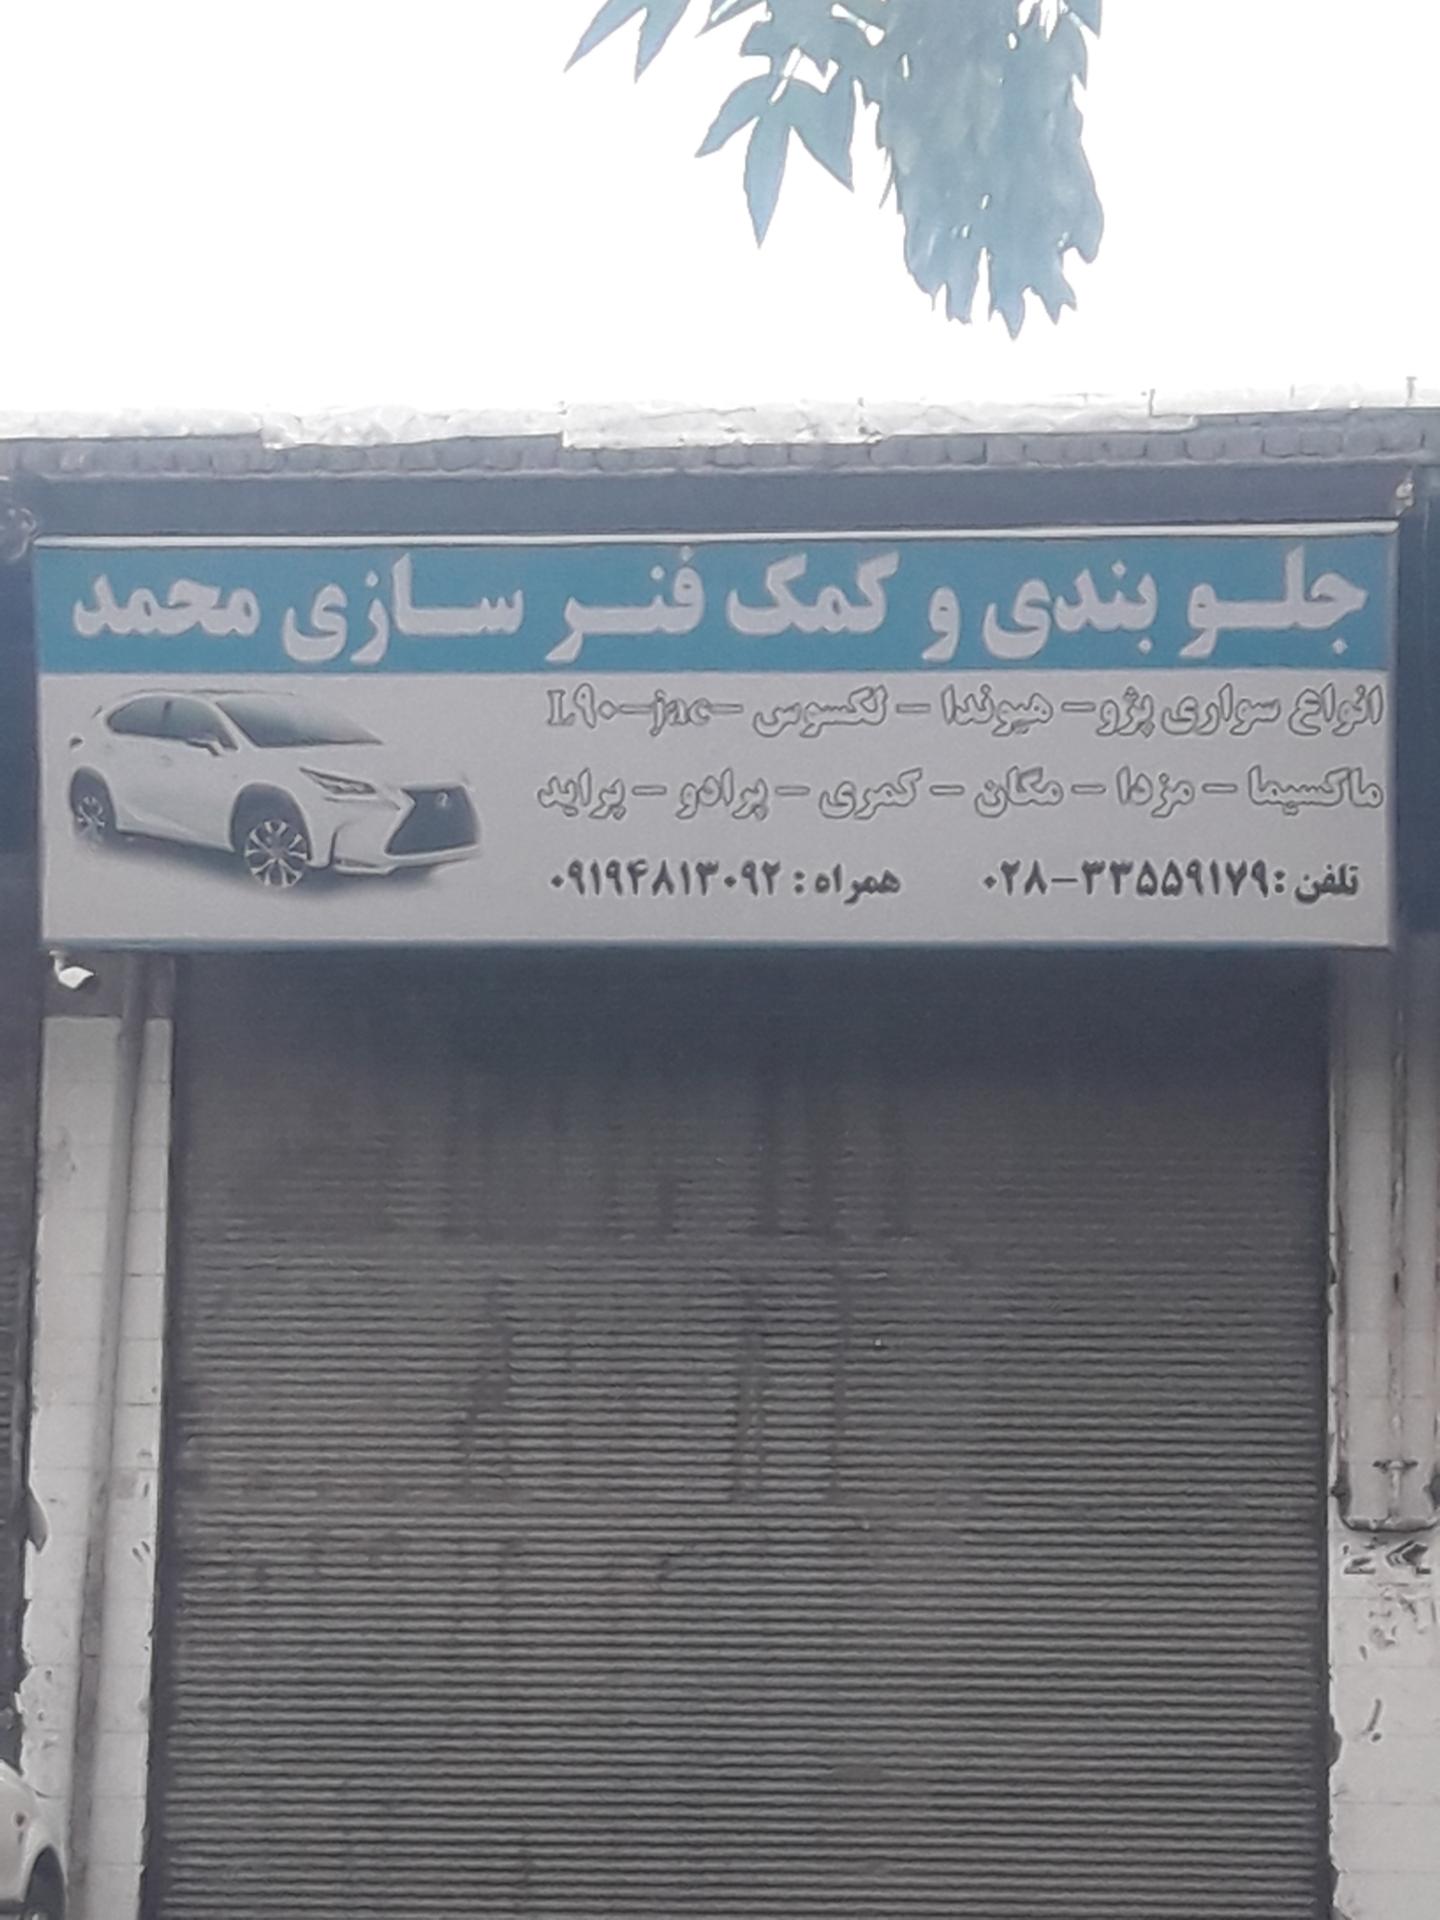 جلو بندی و کمک فنر سازی محمد
انواع سواری پژو - هیوندا - لکسوس - L۹۰-jac
ماکسیما - مزدا - مگان - کمری - پرادو - پراید
تلفن : ۰۲۸-۳۳۵۵۹۱۷۹ همراه : ۰۹۱۹۴۸۱۳۰۹۲